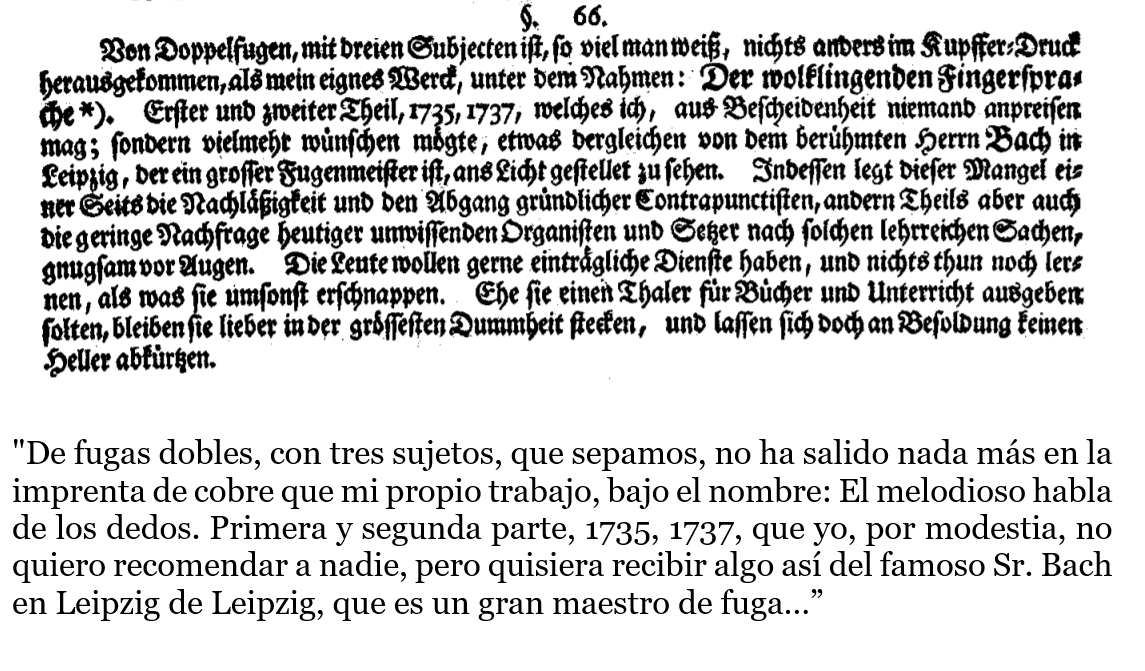 §. 66.
Von Doppelfugen, mit dreien Subjecten ist, so viel man weiß, nichts anders im Kupffer-Druck
herausgekommen, als mein eignes Werck, unter dem Nahmen: Der wolklingenden Fingerspra-
che *). Erster und zweiter Theil, 1735, 1737, welches ich, aus Bescheidenheit niemand anpreisen
mag; sondern vielmehr wünschen mögte, etwas dergleichen von dem berühmten Herrn Bach in
Leipzig, der ein grosser Fugenmeister ist, ans Licht gestellet zu sehen. Indessen legt dieser Mangel ei-
ner Seits die Nachläßigkeit und den Abgang gründlicher Contrapunctisten, andern Theils aber auch
die geringe Nachfrage heutiger unwissenden Organisten und Setzer nach solchen lehrreichen Sachen,
gnugsam vor Augen. Die Leute wollen gerne einträgliche Dienste haben, und nichts thun noch ler-
nen, als was sie umsonst erschnappen. Ehe sie einen Thaler für Bücher und Unterricht ausgeben
solten, bleiben sie lieber in der grössesten Dummheit stecken, und lassen sich doch an Besoldung keinen
Heller abkürtzen.
"De fugas dobles, con tres sujetos, que sepamos, no ha salido nada más en la
imprenta de cobre que mi propio trabajo, bajo el nombre: El melodioso habla
de los dedos. Primera y segunda parte, 1735, 1737, que yo, por modestia, no
quiero recomendar a nadie, pero quisiera recibir algo así del famoso Sr. Bach
en Leipzig de Leipzig, que es un gran maestro de fuga...”